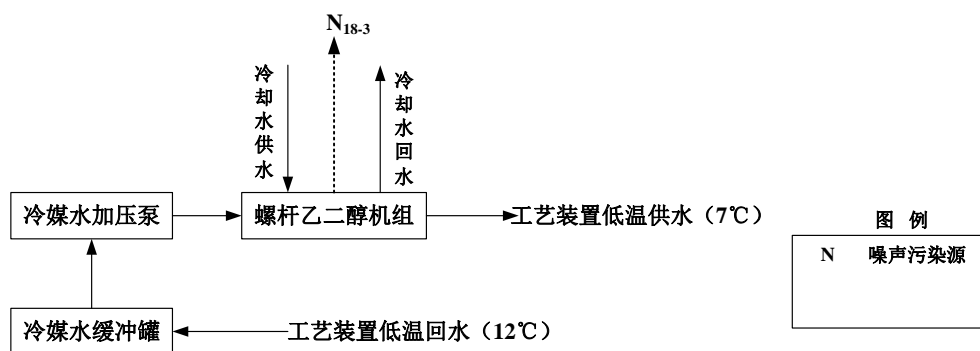 N18-3
冷却水供水
冷却水回水
冷媒水加压泵
螺杆乙二醇机组
工艺装置低温供水（7℃）
图 例
N 噪声污染源
冷媒水缓冲罐
工艺装置低温回水（12℃）